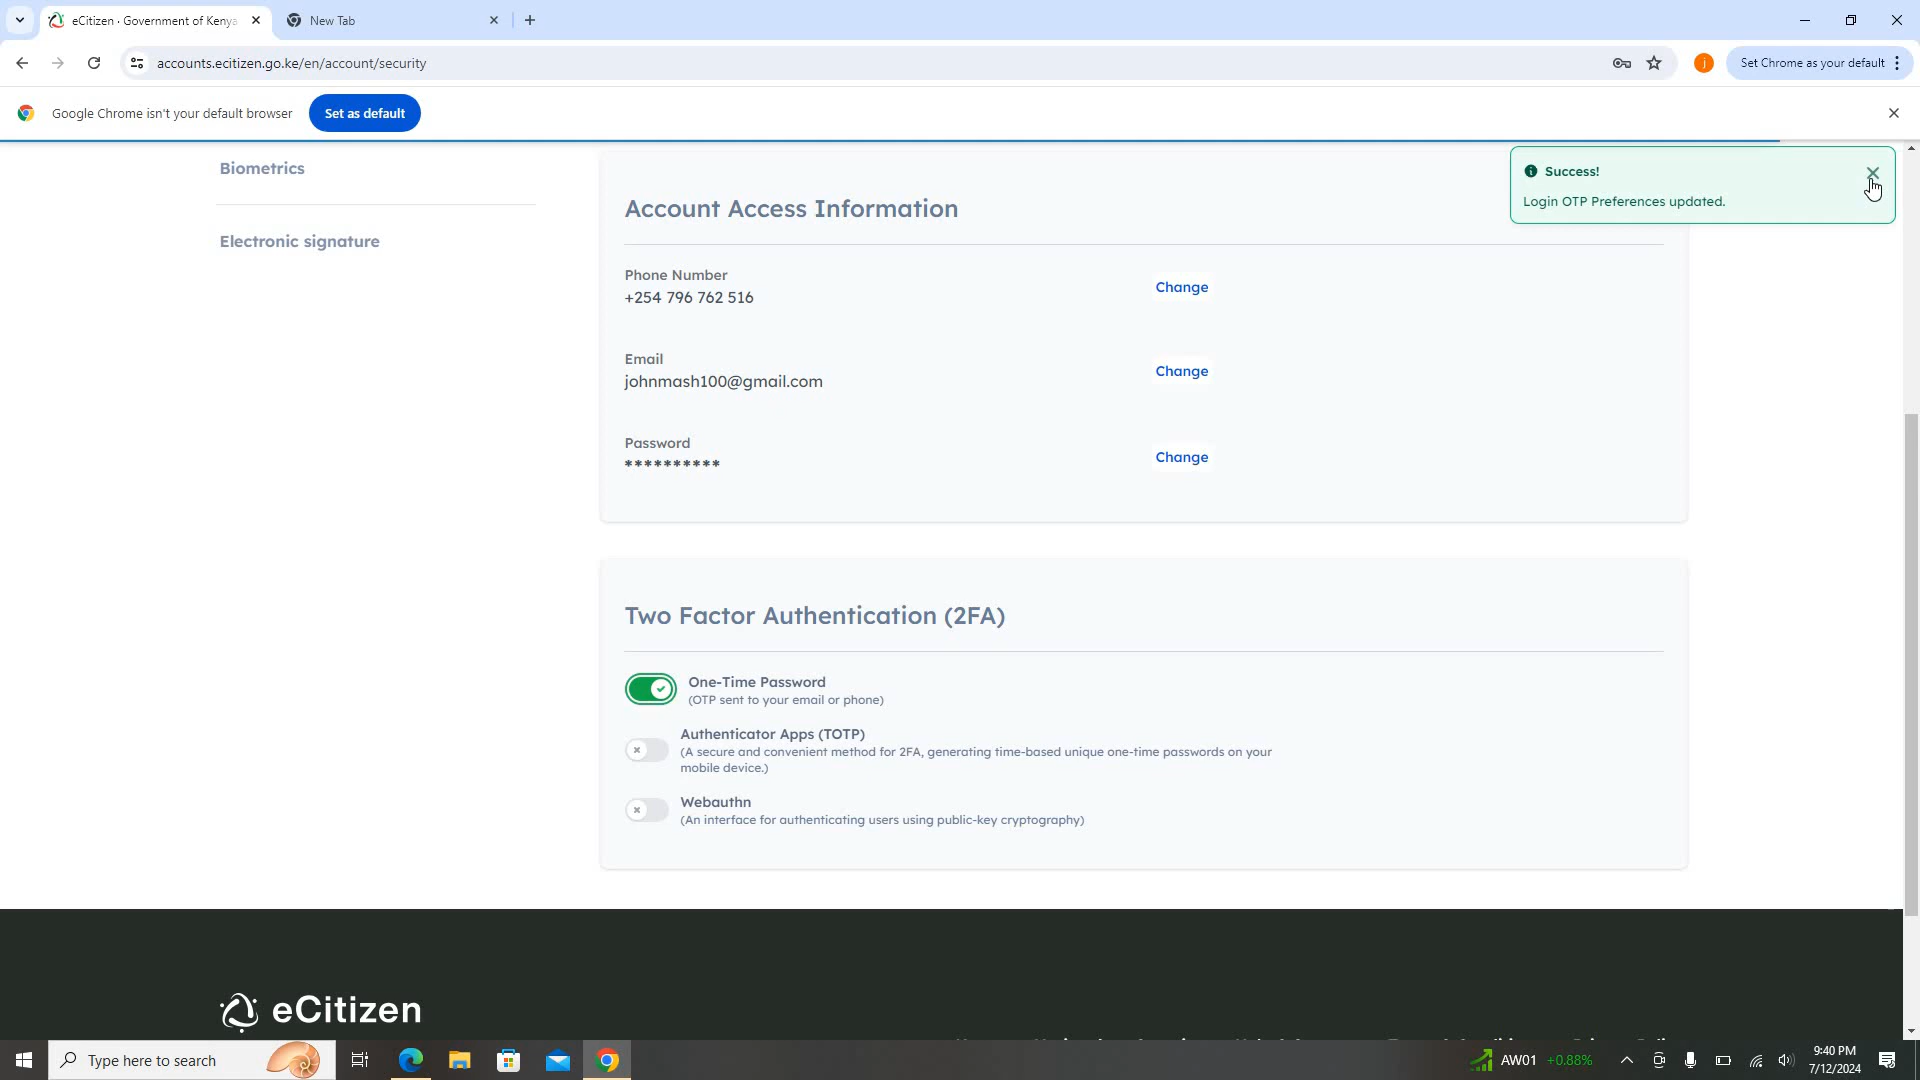 eCitizen · Government of Kenya
New Tab
accounts.ecitizen.go.ke/en/account/security
j
Set Chrome as your default
Google Chrome isn't your default browser
Set as default
Success!
Login OTP Preferences updated.
Biometrics
Electronic signature
Account Access Information
Phone Number
+254 796 762 516
Change
Email
johnmash100@gmail.com
Change
Password
**********
Change
Two Factor Authentication (2FA)
One-Time Password
(OTP sent to your email or phone)
Authenticator Apps (TOTP)
(A secure and convenient method for 2FA, generating time-based unique one-time passwords on your
mobile device.)
Webauthn
(An interface for authenticating users using public-key cryptography)
eCitizen
Type here to search
AW01 +0.88%
9:40 PM
7/12/2024